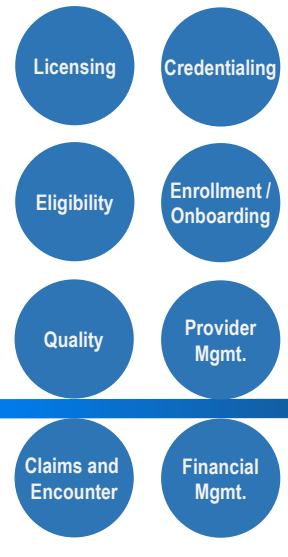 Licensing
Credentialing
Eligibility
Enrollment /
Onboarding
Quality
Provider
Mgmt.
Claims and
Encounter
Financial
Mgmt.